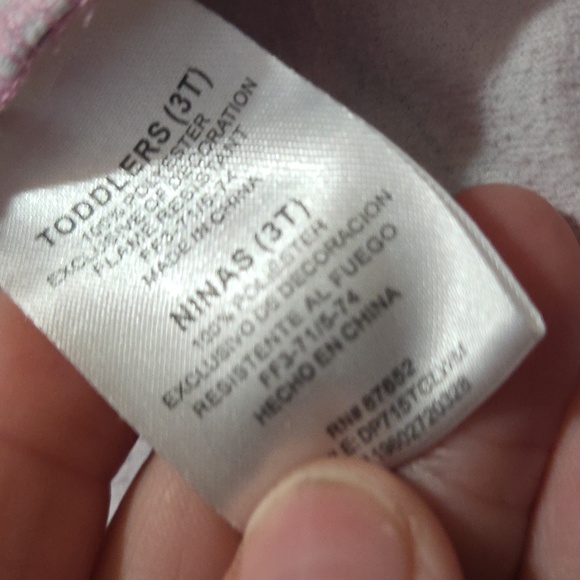 TODDLERS (3T)
100% POLYESTER
EXCLUSIVE OF DECORATION
FLAME RESISTANT
FF3-71/5-74
MADE IN CHINA
NINAS (3T)
100% POLIESTER
EXCLUSIVO DE DECORACION
RESISTENTE AL FUEGO
FF3-71/5-74
HECHO EN CHINA
RN# 67652